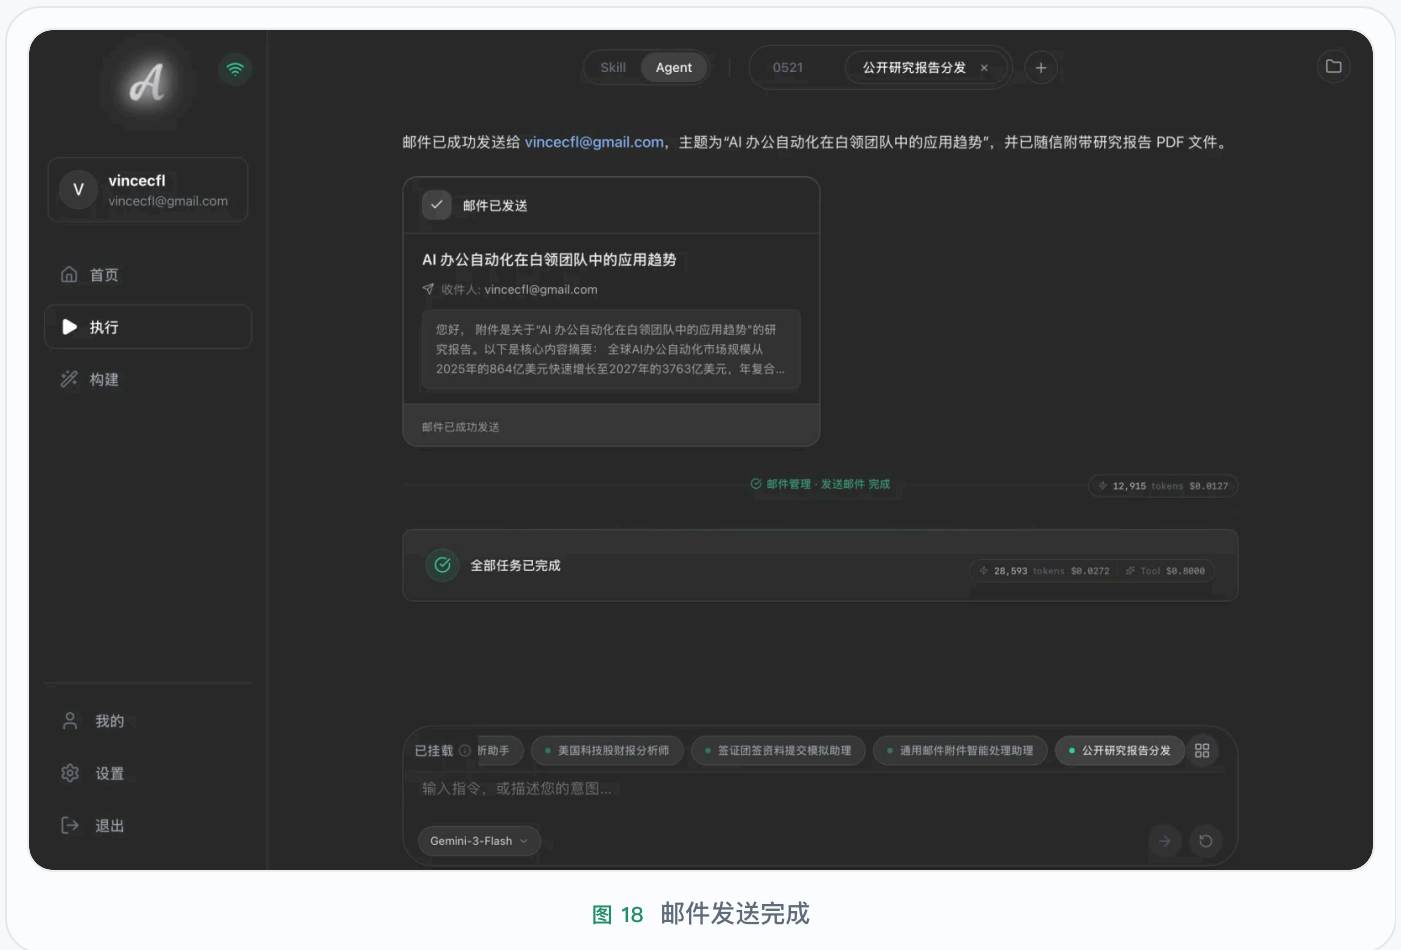 A
vincecfl
V
vincecfl@gmail.com
首页
执行
构建
我的
设置
退出
Skill
Agent
0521
公开研究报告分发 ×
+
邮件已成功发送给 vincecfl@gmail.com，主题为“AI 办公自动化在白领团队中的应用趋势”，并已随信附带研究报告 PDF 文件。
邮件已发送
AI 办公自动化在白领团队中的应用趋势
收件人: vincecfl@gmail.com
您好， 附件是关于“AI 办公自动化在白领团队中的应用趋势”的研
究报告。以下是核心内容摘要： 全球AI办公自动化市场规模从
2025年的864亿美元快速增长至2027年的3763亿美元，年复合...
邮件已成功发送
邮件管理 · 发送邮件 完成
12,915 tokens $0.0127
全部任务已完成
28,593 tokens $0.0272 Tool $0.8000
已挂载
析助手
美国科技股财报分析师
签证团签资料提交模拟助理
通用邮件附件智能处理助理
公开研究报告分发
输入指令，或描述您的意图...
Gemini-3-Flash
图 18 邮件发送完成